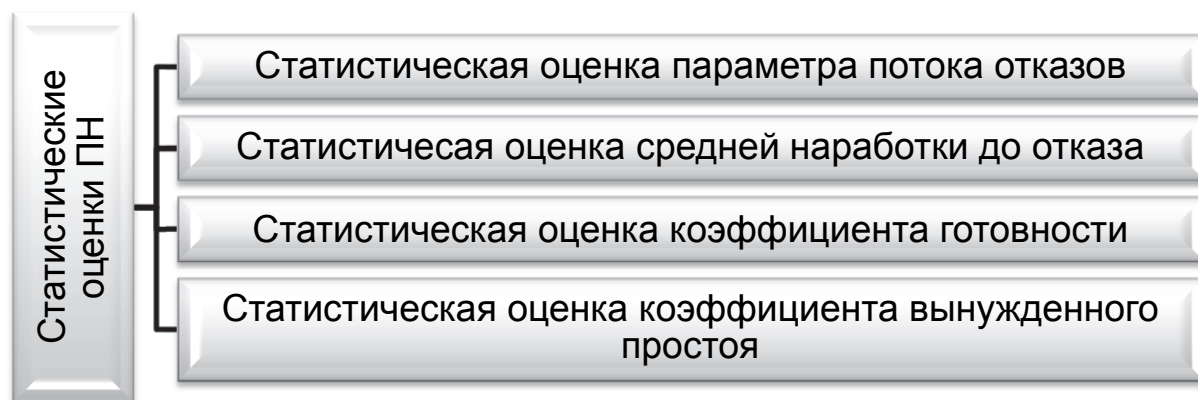 Статистические
оценки ПН
Статистическая оценка параметра потока отказов
Статистичесая оценка средней наработки до отказа
Статистическая оценка коэффициента готовности
Статистическая оценка коэффициента вынужденного
простоя